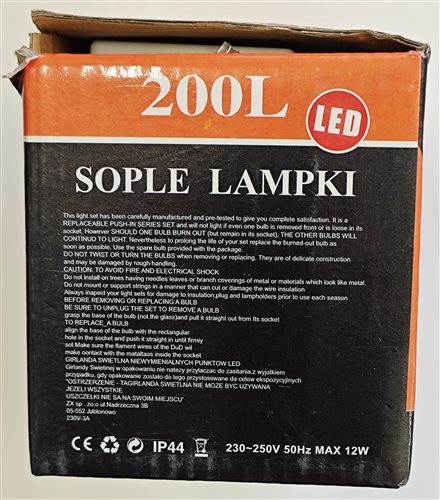 200L
LED
SOPLE LAMPKI
This light set has been carefully manufactured and pre-tested to give you complete satisfaction. It is a
REPLACEABLE PUSH-IN SERIES SET and will not light if even one bulb is removed from or is loose in its
socket. However SHOULD ONE BULB BURN OUT (but remain in its socket), THE OTHER BULBS WILL
CONTINUD TO LIGHT. Nevertheless to prolong the life of your set replace the burned-out bulb as
soon as possible. Use the spare bulb provided with the package.
DO NOT TWIST OR TURN THE BULBS when removing or replacing. They are of delicate construction
and may be damaged by rough handling.
CAUTION: TO AVOID FIRE AND ELECTRICAL SHOCK
Do not install on trees having needles leaves or branch coverings of metal or materials which look like metal.
Do not mount or support strings in a manner that can cut or damage the wire insulation
Always inapect your light sets for damage to insulation,plug and lampholders prior to use each season
BEFORE REMOVING OR REPLACING A BULB
BE SURE TO UNPLUG THE SET TO REMOVE A BULB
grasp the base of the bulb (not the glass)and pull it straight out from Its socket
TO REPLACE_A BULB
align the base of the bulb with the rectangular
hole in the socket and push it straight in until firmiy
sot Make sure the flament wires of the DuD wil
make contact with the mataltaos inside the socket
GIRLANDA SWIETLNA NIEWYMIENIALNYCH PUNKTOW LED
Girlandy Swietinej w opakowaniu nie natezy przylaczac do zasitania,z wyjatkiem
przypadku, gdy opakowanie zostato do tego przystosowane da celow ekspozycjinych
"OSTRZERZENIE - TAGIRLANDA SWIETLNA NIE MOZE BYC UZYWANA
JEZELI WSZYSTKIE
USZCZELKI NIE SA NA SWOIM MIEJSCU'
ZX sp . zo.o ul.Nadrzeczna 3B
05-552 Jablonowo
230V-3A
CE IP44 230~250V 50Hz MAX 12W